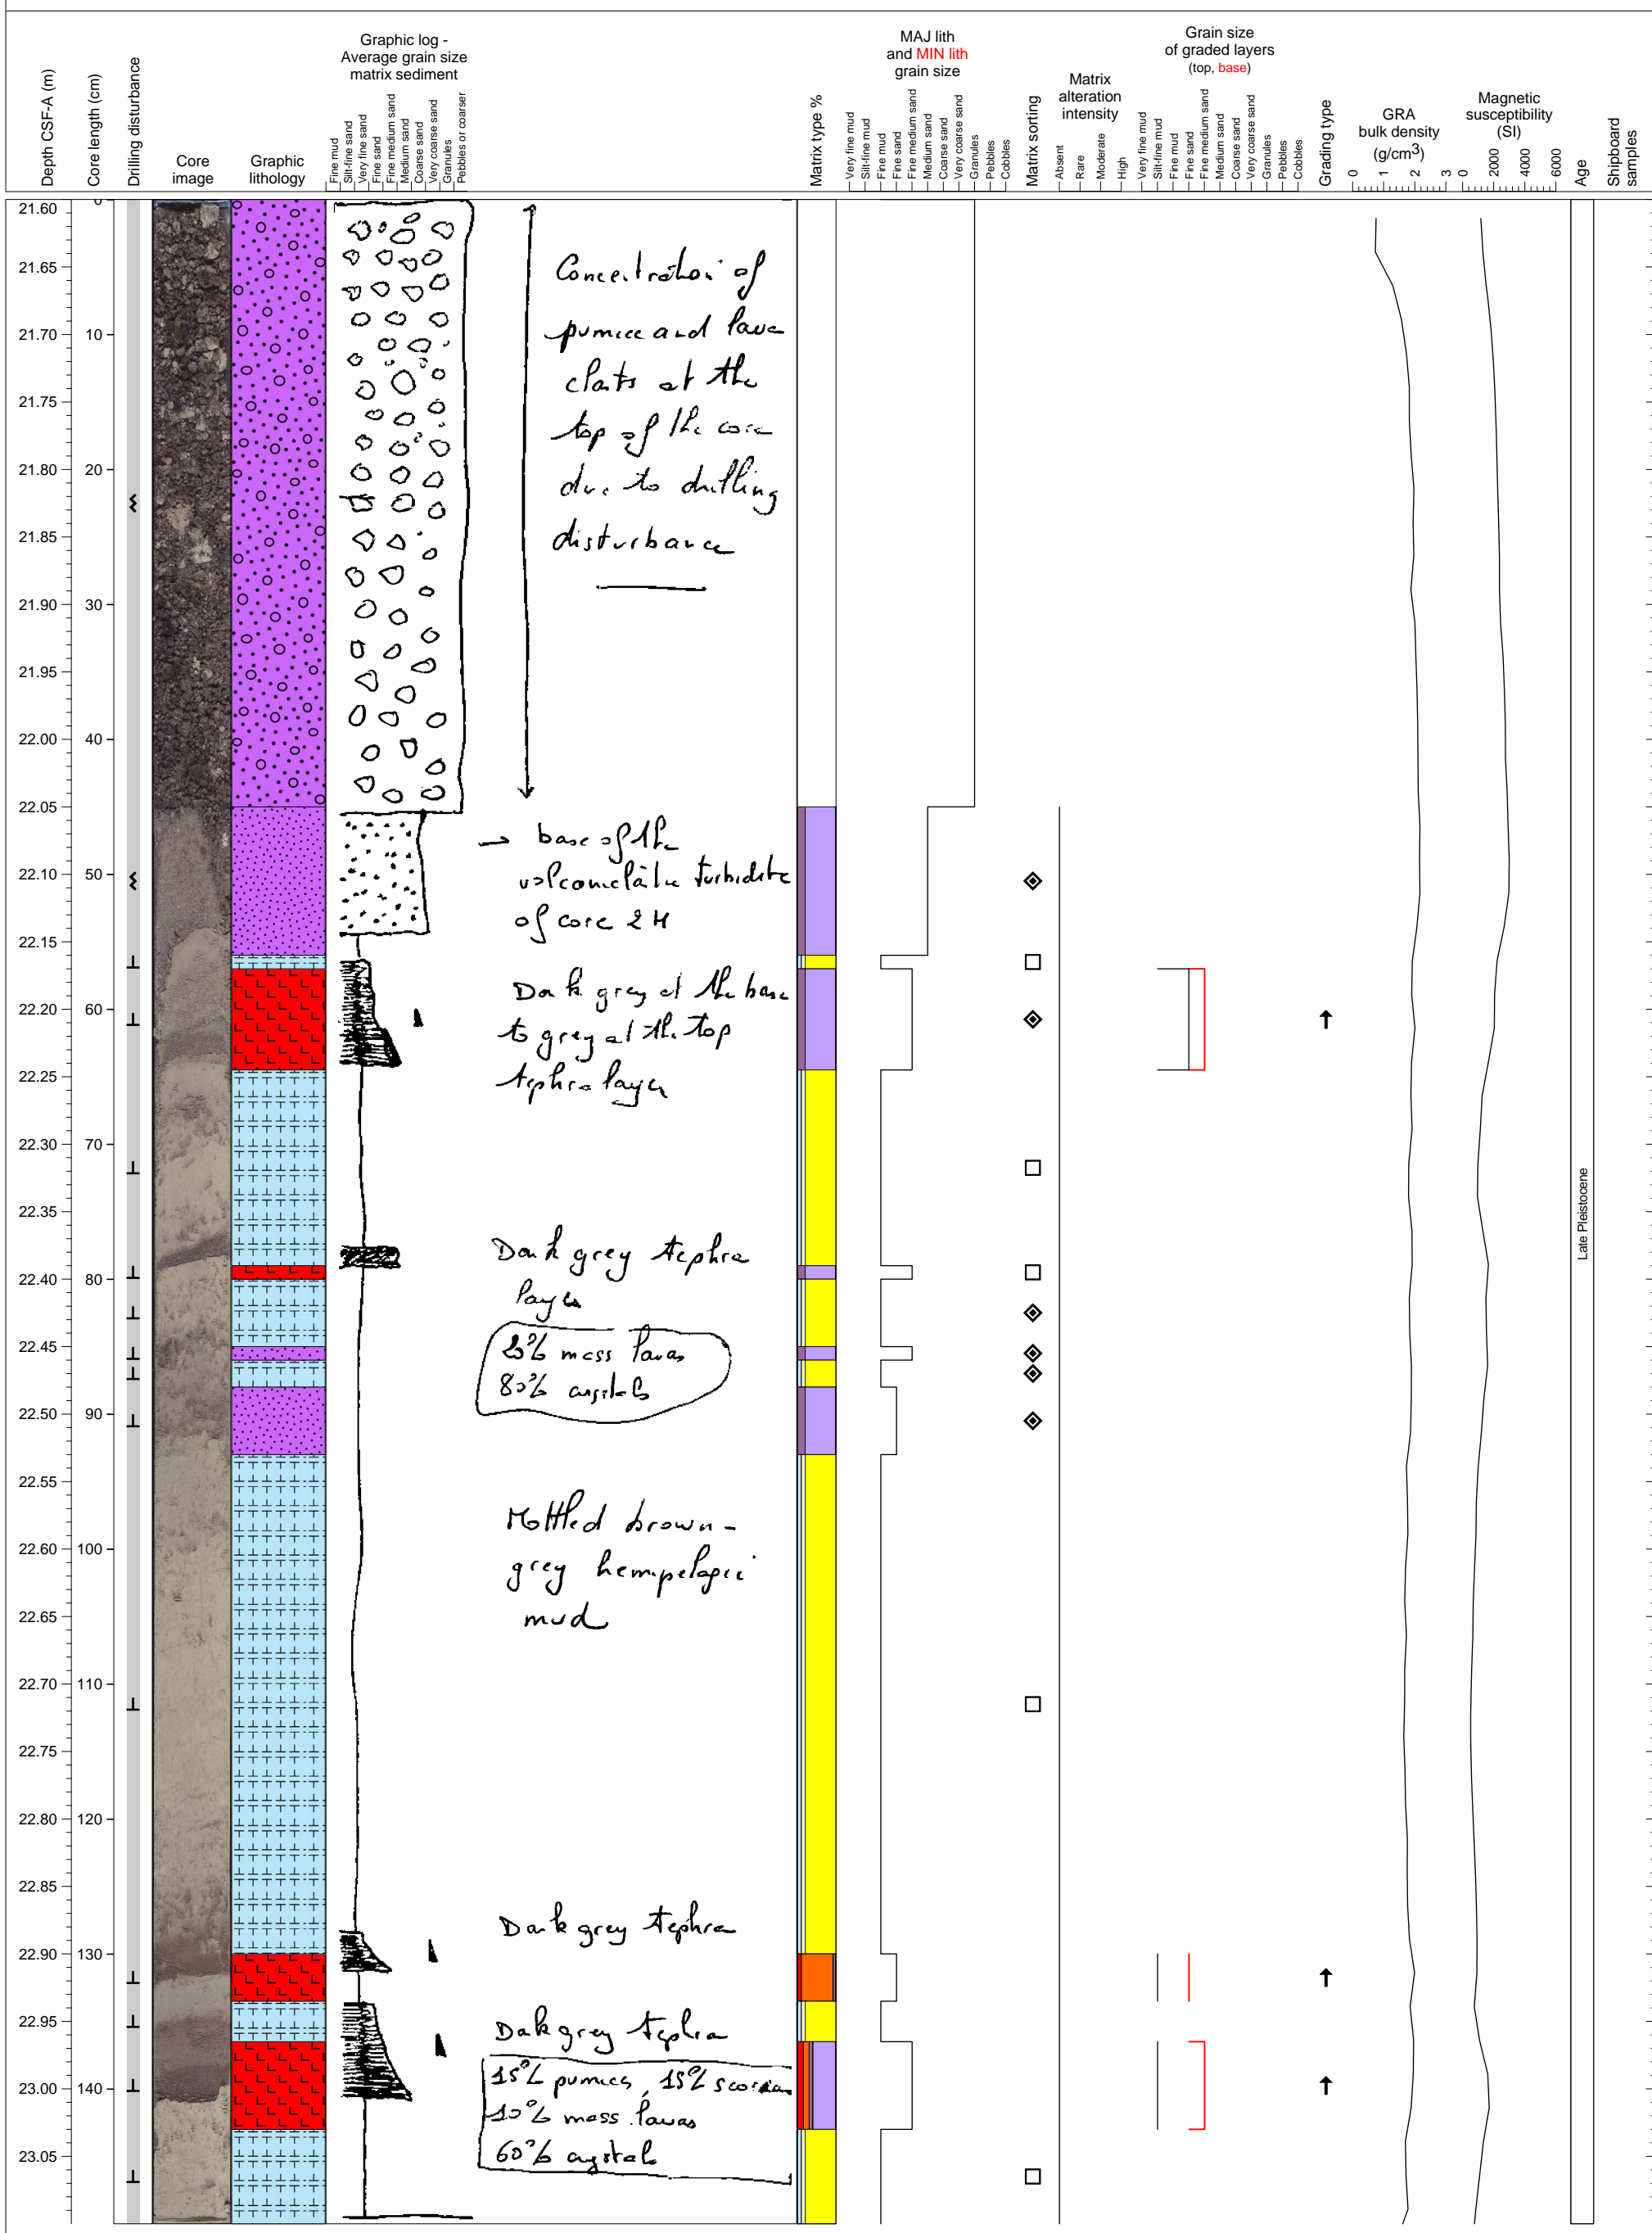 Depth CSF-A (m)
Core length (cm)
Drilling disturbance
Core
image
Graphic
lithology
Graphic log -
Average grain size
matrix sediment
Fine mud
Silt-fine sand
Very fine sand
Fine sand
Fine medium sand
Medium sand
Coarse sand
Very coarse sand
Granules
Pebbles or coarser
Matrix type %
MAJ lith
and MIN lith
grain size
Very fine mud
Silt-fine mud
Fine mud
Fine sand
Fine medium sand
Medium sand
Coarse sand
Very coarse sand
Granules
Pebbles
Cobbles
Matrix sorting
Matrix
alteration
intensity
Absent
Rare
Moderate
High
Grain size
of graded layers
(top, base)
Very fine mud
Silt-fine mud
Fine mud
Fine sand
Fine medium sand
Medium sand
Coarse sand
Very coarse sand
Granules
Pebbles
Cobbles
Grading type
GRA
bulk density
(g/cm3)
0 1 2 3
Magnetic
susceptibility
(SI)
0 2000 4000 6000
Age
Shipboard
samples
21.60 0
21.65
21.70 10
21.75
21.80 20
21.85
21.90 30
21.95
22.00 40
22.05
22.10 50
22.15
22.20 60
22.25
22.30 70
22.35
22.40 80
22.45
22.50 90
22.55
22.60 100
22.65
22.70 110
22.75
22.80 120
22.85
22.90 130
22.95
23.00 140
23.05
Concentration of
pumice and lava
clasts at the
top of the core
due to drilling
disturbance
→ base of the
volcaniclastic turbidite
of core 2H
Dark grey at the base
to grey at the top
tephra layer
Dark grey tephra
layer
20% mass lavas
80% crystals
Mottled brown-
grey hemipelagic
mud
Dark grey tephra
Dark grey tephra
15% pumices, 15% scorias
10% mass. lavas
60% crystals
Late Pleistocene